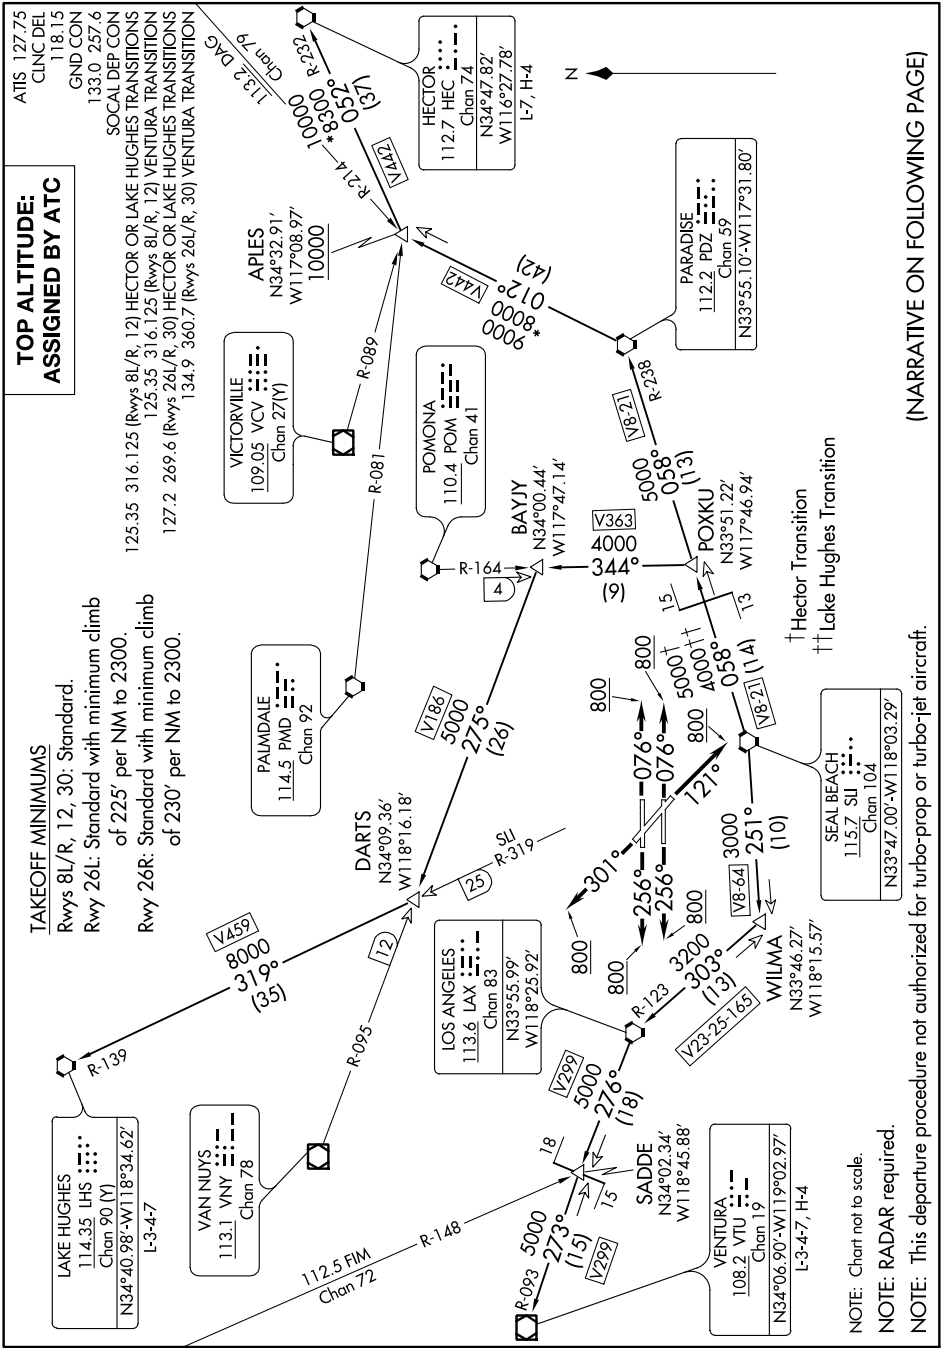 TOP ALTITUDE:
ASSIGNED BY ATC
ATIS 127.75
CLNC DEL
118.15
GND CON
133.0 257.6
SOCAL DEP CON
125.35 316.125 (Rwys 8L/R, 12) HECTOR OR LAKE HUGHES TRANSITIONS
125.35 316.125 (Rwys 8L/R, 12) VENTURA TRANSITION
127.2 269.6 (Rwys 26L/R, 30) HECTOR OR LAKE HUGHES TRANSITIONS
134.9 360.7 (Rwys 26L/R, 30) VENTURA TRANSITION
TAKEOFF MINIMUMS
Rwys 8L/R, 12, 30: Standard.
Rwy 26L: Standard with minimum climb
of 225' per NM to 2300.
Rwy 26R: Standard with minimum climb
of 230' per NM to 2300.
LAKE HUGHES
114.35 LHS
Chan 90 (Y)
N34°40.98'-W118°34.62'
L-3-4-7
R-139
V459
8000
319°
(35)
VAN NUYS
113.1 VNY
Chan 78
R-095
12
DARTS
N34°09.36'
W118°16.18'
SLI
R-319
25
V186
5000
275°
(26)
PALMDALE
114.5 PMD
Chan 92
R-081
VICTORVILLE
109.05 VCV
Chan 27(Y)
R-089
POMONA
110.4 POM
Chan 41
R-164
4
BAYJY
N34°00.44'
W117°47.14'
V363
4000
344°
(9)
APLES
N34°32.91'
W117°08.97'
10000
113.2 DAG
Chan 79
R-214
10000
*8300
052°
(37)
R-232
V442
HECTOR
112.7 HEC
Chan 74
N34°47.82'
W116°27.78'
L-7, H-4
N
V442
9000
*8000
012°
(42)
PARADISE
112.2 PDZ
Chan 59
N33°55.10'-W117°31.80'
R-238
V8-21
5000
058°
(13)
POXKU
N33°51.22'
W117°46.94'
15
13
5000†
4000††
058°
(14)
V8-21
† Hector Transition
†† Lake Hughes Transition
800
800
800
076°
076°
121°
301°
256°
256°
800
800
800
SEAL BEACH
115.7 SLI
Chan 104
N33°47.00'-W118°03.29'
3000
251°
(10)
V8-64
WILMA
N33°46.27'
W118°15.57'
3200
303°
(13)
R-123
V23-25-165
LOS ANGELES
113.6 LAX
Chan 83
N33°55.99'
W118°25.92'
V299
5000
276°
(18)
18
15
SADDE
N34°02.34'
W118°45.88'
112.5 FIM
Chan 72
R-148
5000
273°
(15)
V299
R-093
VENTURA
108.2 VTU
Chan 19
N34°06.90'-W119°02.97'
L-3-4-7, H-4
NOTE: Chart not to scale.
NOTE: RADAR required.
NOTE: This departure procedure not authorized for turbo-prop or turbo-jet aircraft.
(NARRATIVE ON FOLLOWING PAGE)